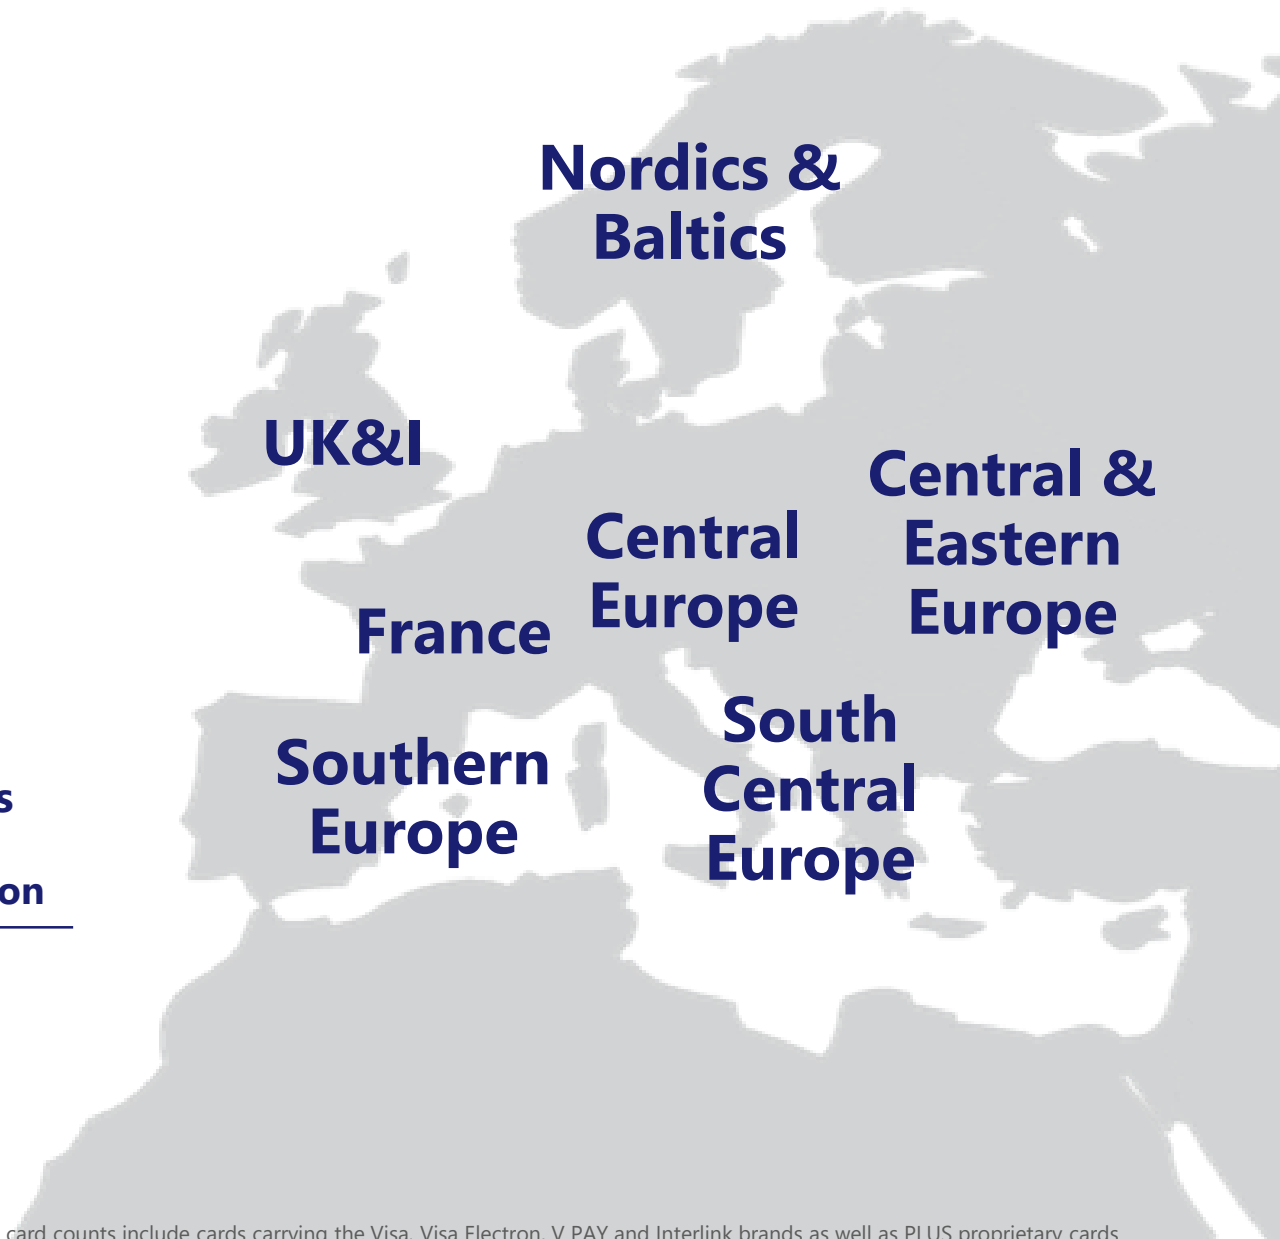 Nordics &
Baltics
UK&I
Central &
Eastern
Europe
Central
Europe
France
South
Central
Europe
Southern
Europe
s
on
card counts include cards carrying the Visa, Visa Electron, V PAY and Interlink brands as well as PLUS proprietary cards